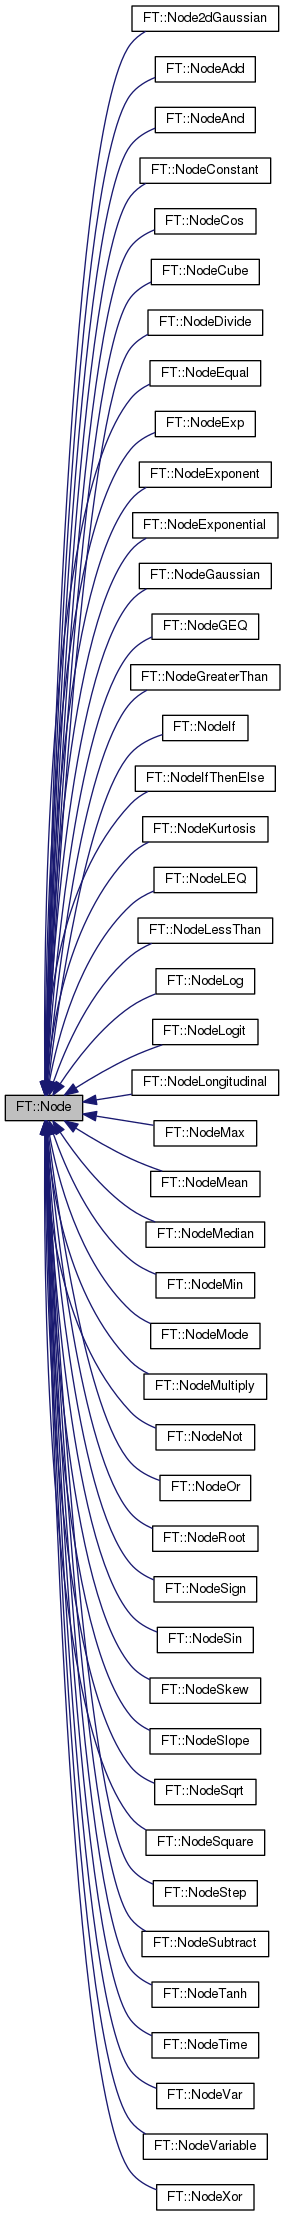 FT::Node2dGaussian
FT::NodeAdd
FT::NodeAnd
FT::NodeConstant
FT::NodeCos
FT::NodeCube
FT::NodeDivide
FT::NodeEqual
FT::NodeExp
FT::NodeExponent
FT::NodeExponential
FT::NodeGaussian
FT::NodeGEQ
FT::NodeGreaterThan
FT::NodeIf
FT::NodeIfThenElse
FT::NodeKurtosis
FT::NodeLEQ
FT::NodeLessThan
FT::NodeLog
FT::NodeLogit
FT::NodeLongitudinal
FT::Node
FT::NodeMax
FT::NodeMean
FT::NodeMedian
FT::NodeMin
FT::NodeMode
FT::NodeMultiply
FT::NodeNot
FT::NodeOr
FT::NodeRoot
FT::NodeSign
FT::NodeSin
FT::NodeSkew
FT::NodeSlope
FT::NodeSqrt
FT::NodeSquare
FT::NodeStep
FT::NodeSubtract
FT::NodeTanh
FT::NodeTime
FT::NodeVar
FT::NodeVariable
FT::NodeXor